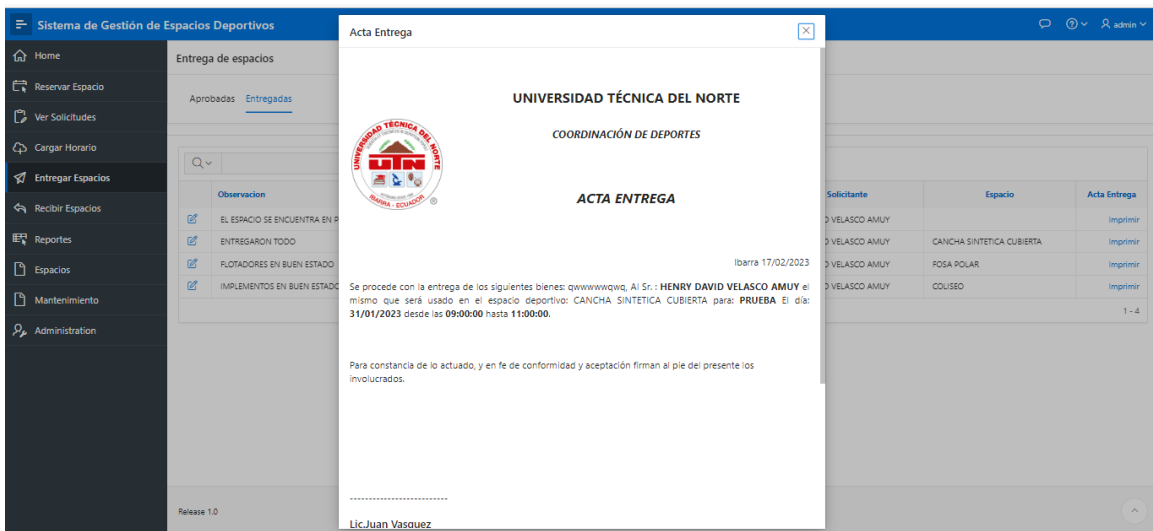 Sistema de Gestión de Espacios Deportivos
admin
Home
Reservar Espacio
Ver Solicitudes
Cargar Horario
Entregar Espacios
Recibir Espacios
Reportes
Espacios
Mantenimiento
Administration
Entrega de espacios
Aprobadas Entregadas
Observacion
EL ESPACIO SE ENCUENTRA EN P
ENTREGARON TODO
FLOTADORES EN BUEN ESTADO
IMPLEMENTOS EN BUEN ESTADO
Acta Entrega
UNIVERSIDAD TÉCNICA DEL NORTE
UNIVERSIDAD TÉCNICA DEL NORTE
UTN
IBARRA - ECUADOR
COORDINACIÓN DE DEPORTES
ACTA ENTREGA
Ibarra 17/02/2023
Se procede con la entrega de los siguientes bienes: qwwwwwqwq, Al Sr. : HENRY DAVID VELASCO AMUY el
mismo que será usado en el espacio deportivo: CANCHA SINTETICA CUBIERTA para: PRUEBA El día:
31/01/2023 desde las 09:00:00 hasta 11:00:00.
Para constancia de lo actuado, y en fe de conformidad y aceptación firman al pie del presente los
involucrados.
--------------------------
Lic.Juan Vasquez
Solicitante Espacio Acta Entrega
VELASCO AMUY Imprimir
VELASCO AMUY CANCHA SINTETICA CUBIERTA Imprimir
VELASCO AMUY FOSA POLAR Imprimir
VELASCO AMUY COLISEO Imprimir
1 - 4
Release 1.0